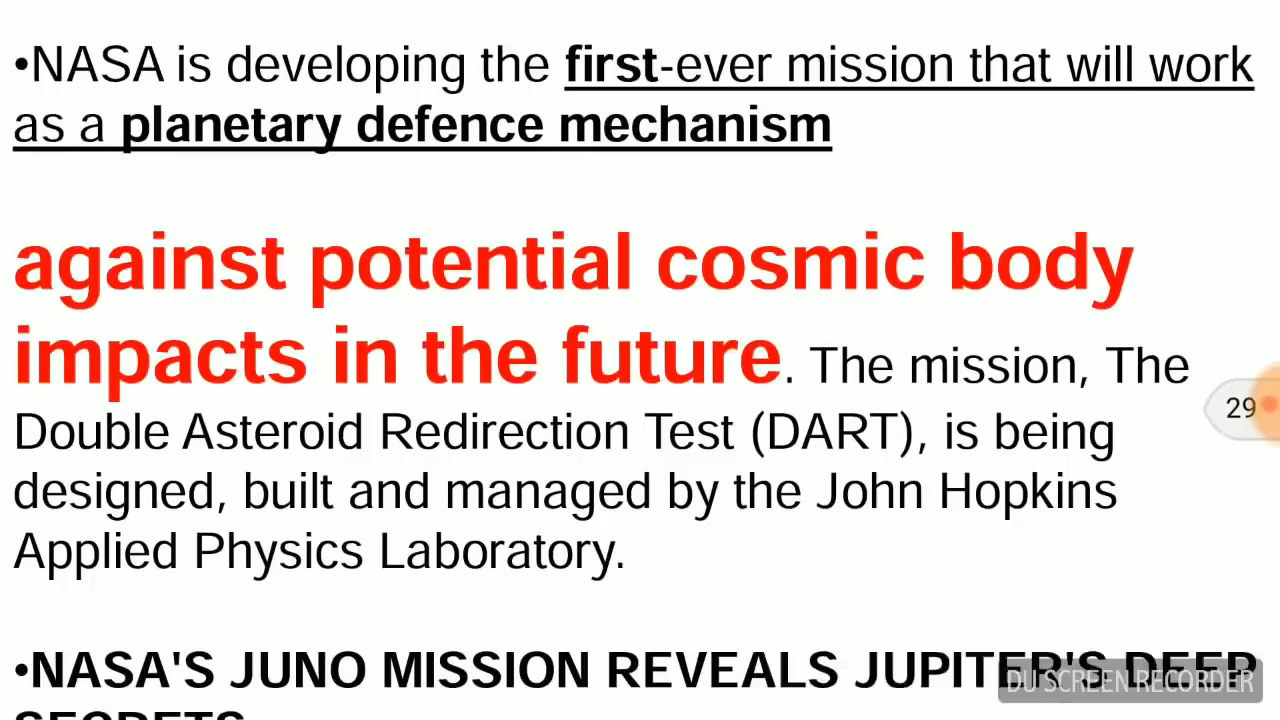 •NASA is developing the first-ever mission that will work
as a planetary defence mechanism
against potential cosmic body
impacts in the future. The mission, The
Double Asteroid Redirection Test (DART), is being
designed, built and managed by the John Hopkins
Applied Physics Laboratory.
29
•NASA'S JUNO MISSION REVEALS JUPITER'S DEEP
SECRETS
DU SCREEN RECORDER